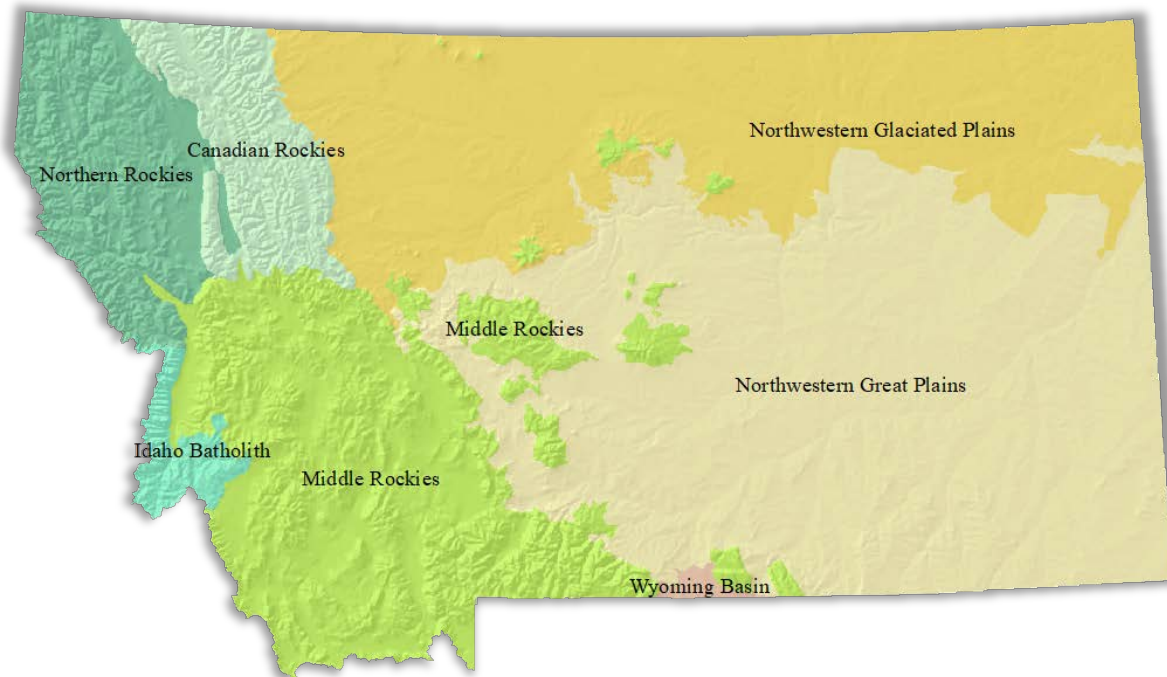 Northwestern Glaciated Plains
Canadian Rockies
Northern Rockies
Middle Rockies
Northwestern Great Plains
Idaho Batholith
Middle Rockies
Wyoming Basin